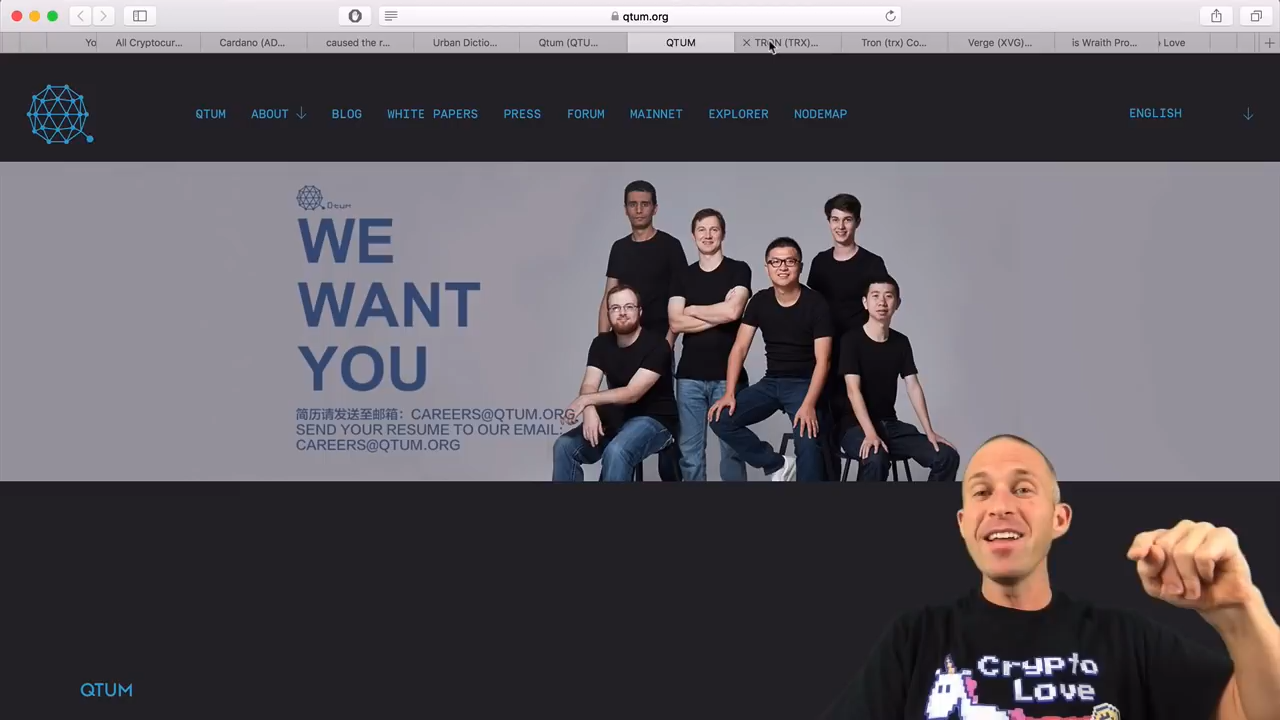 qtum.org
Yo
All Cryptocur...
Cardano (AD...
caused the r...
Urban Dictio...
Qtum (QTU...
QTUM
TRON (TRX)...
Tron (trx) Co...
Verge (XVG)...
is Wraith Pro...
Love
QTUM
ABOUT
BLOG
WHITE PAPERS
PRESS
FORUM
MAINNET
EXPLORER
NODEMAP
ENGLISH
Qtum
WE
WANT
YOU
简历请发送至邮箱：CAREERS@QTUM.ORG
SEND YOUR RESUME TO OUR EMAIL:
CAREERS@QTUM.ORG
Crypto
Love
QTUM